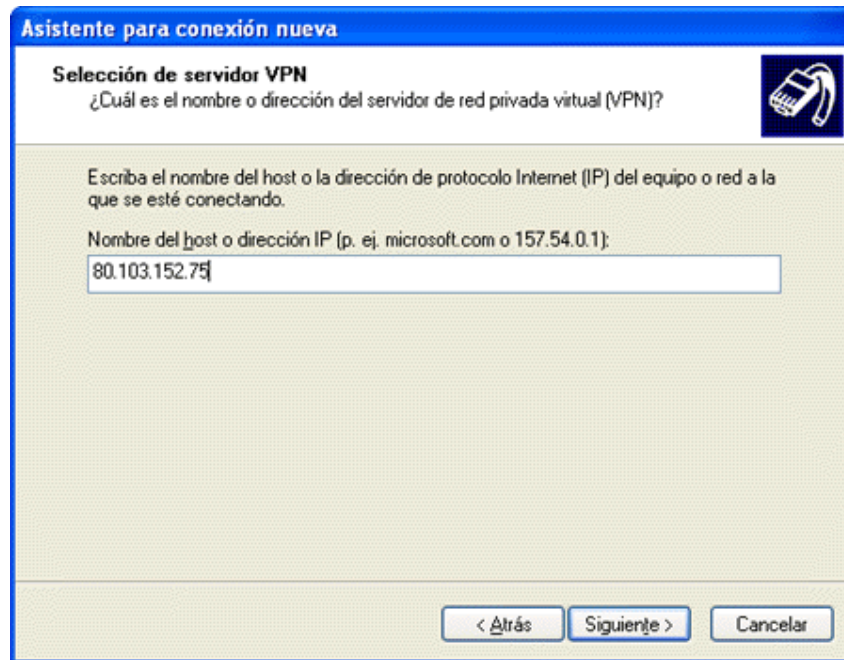 Asistente para conexión nueva
Selección de servidor VPN
¿Cuál es el nombre o dirección del servidor de red privada virtual (VPN)?
Escriba el nombre del host o la dirección de protocolo Internet (IP) del equipo o red a la
que se esté conectando.
Nombre del host o dirección IP (p. ej. microsoft.com o 157.54.0.1):
80.103.152.75
< Atrás Siguiente > Cancelar